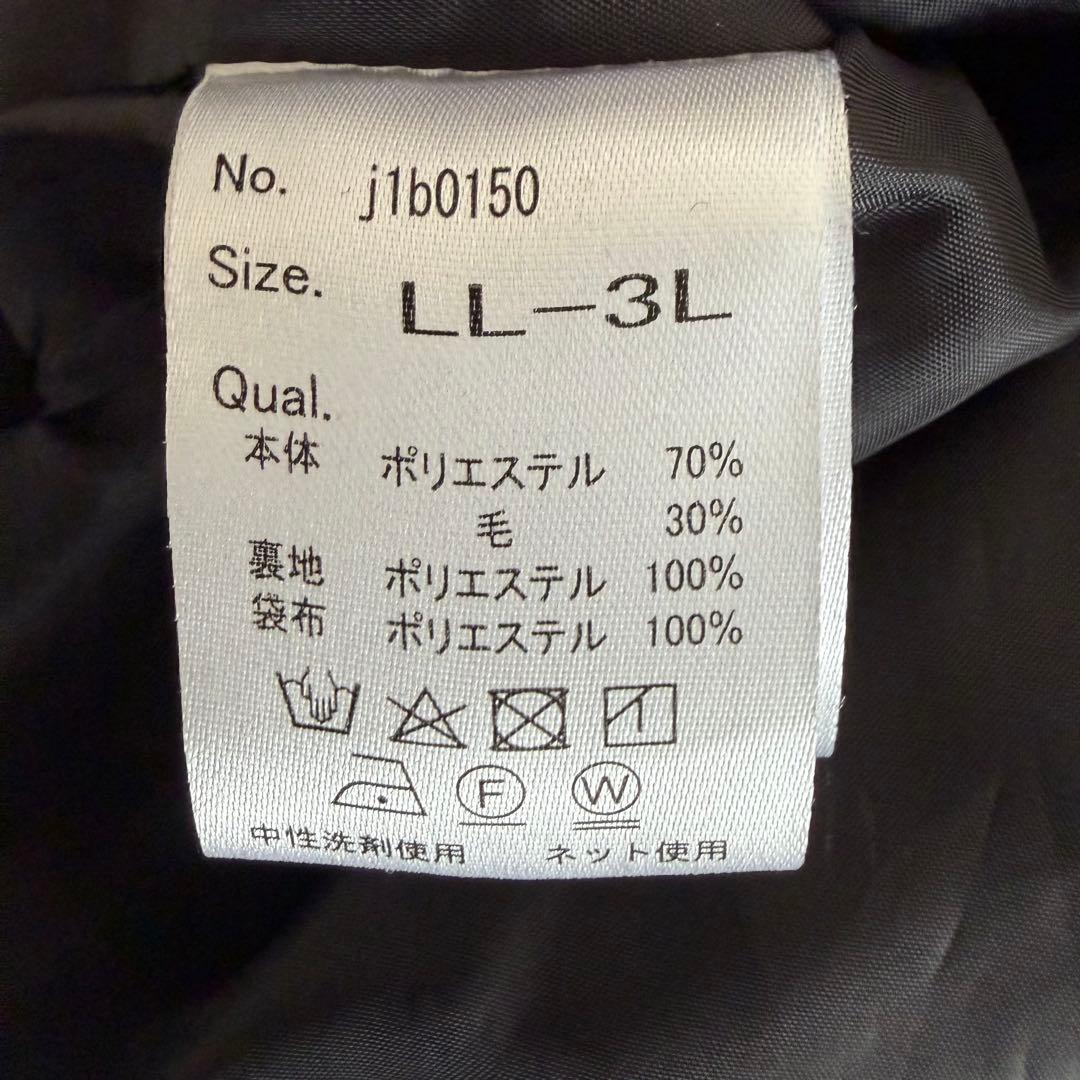 No. j1b0150
Size. LL-3L
Qual.
本体 ポリエステル 70%
毛 30%
裏地 ポリエステル 100%
袋布 ポリエステル 100%
F W
中性洗剤使用 ネット使用